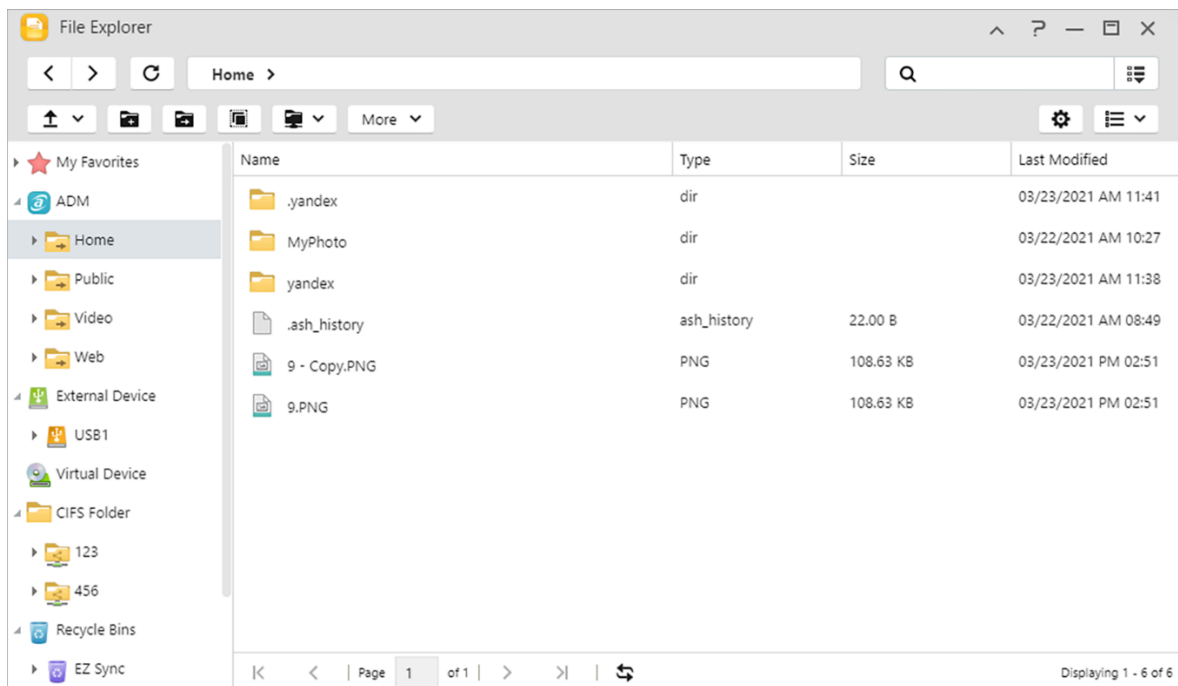 File Explorer
Home >
More
My Favorites
ADM
Home
Public
Video
Web
External Device
USB1
Virtual Device
CIFS Folder
123
456
Recycle Bins
EZ Sync
Name Type Size Last Modified
.yandex dir 03/23/2021 AM 11:41
MyPhoto dir 03/22/2021 AM 10:27
yandex dir 03/23/2021 AM 11:38
.ash_history ash_history 22.00 B 03/22/2021 AM 08:49
9 - Copy.PNG PNG 108.63 KB 03/23/2021 PM 02:51
9.PNG PNG 108.63 KB 03/23/2021 PM 02:51
Page 1 of 1 Displaying 1 - 6 of 6